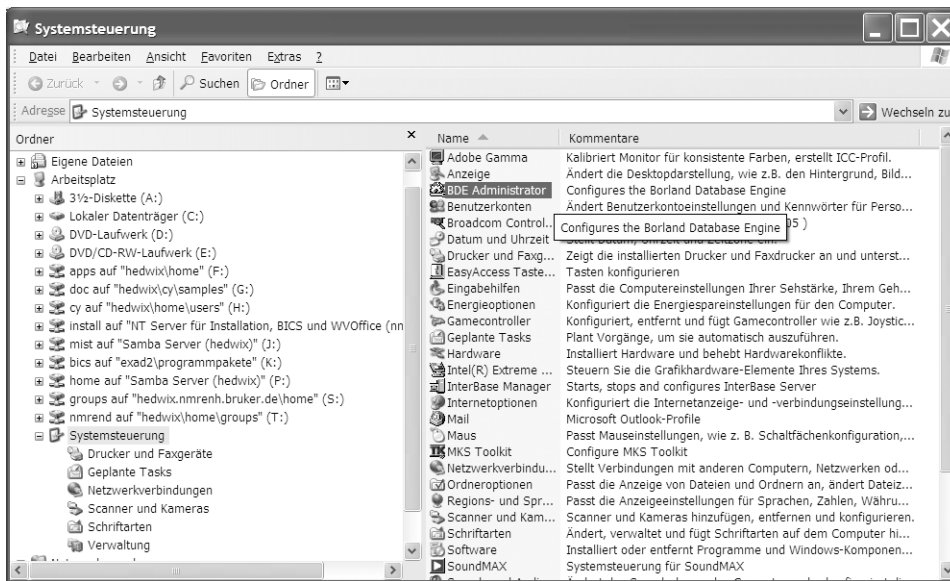 Systemsteuerung
Datei Bearbeiten Ansicht Favoriten Extras ?
Zurück Suchen Ordner
Adresse Systemsteuerung Wechseln zu
Ordner
Eigene Dateien
Arbeitsplatz
3½-Diskette (A:)
Lokaler Datenträger (C:)
DVD-Laufwerk (D:)
DVD/CD-RW-Laufwerk (E:)
apps auf "hedwix\home" (F:)
doc auf "hedwix\cy\samples" (G:)
cy auf "hedwix\home\users" (H:)
install auf "NT Server für Installation, BICS und WVOffice (nn
mist auf "Samba Server (hedwix)" (J:)
bics auf "exad2\programmpakete" (K:)
home auf "Samba Server (hedwix)" (P:)
groups auf "hedwix.nmrenh.bruker.de\home" (S:)
nmrend auf "hedwix\home\groups" (T:)
Systemsteuerung
Drucker und Faxgeräte
Geplante Tasks
Netzwerkverbindungen
Scanner und Kameras
Schriftarten
Verwaltung
Name Kommentare
Adobe Gamma Kalibriert Monitor für konsistente Farben, erstellt ICC-Profil.
Anzeige Ändert die Desktopdarstellung, wie z.B. den Hintergrund, Bild...
BDE Administrator Configures the Borland Database Engine
Benutzerkonten Ändert Benutzerkontoeinstellungen und Kennwörter für Perso...
Broadcom Control... 05 )
Configures the Borland Database Engine
Datum und Uhrzeit
Drucker und Faxg... Zeigt die installierten Drucker und Faxdrucker an und unterst...
EasyAccess Taste... Tasten konfigurieren
Eingabehilfen Passt die Computereinstellungen Ihrer Sehstärke, Ihrem Geh...
Energieoptionen Konfiguriert die Energiespareinstellungen für den Computer.
Gamecontroller Konfiguriert, entfernt und fügt Gamecontroller wie z.B. Joystic...
Geplante Tasks Plant Vorgänge, um sie automatisch auszuführen.
Hardware Installiert Hardware und behebt Hardwarekonflikte.
Intel(R) Extreme ... Steuern Sie die Grafikhardware-Elemente Ihres Systems.
InterBase Manager Starts, stops and configures InterBase Server
Internetoptionen Konfiguriert die Internetanzeige- und -verbindungseinstellung...
Mail Microsoft Outlook-Profile
Maus Passt Mauseinstellungen, wie z. B. Schaltfächenkonfiguration,...
MKS Toolkit Configure MKS Toolkit
Netzwerkverbindu... Stellt Verbindungen mit anderen Computern, Netzwerken od...
Ordneroptionen Passt die Anzeige von Dateien und Ordnern an, ändert Dateiz...
Regions- und Spr... Passt die Anzeigeeinstellungen für Sprachen, Zahlen, Währu...
Scanner und Kam... Scanner und Kameras hinzufügen, entfernen und konfigurieren.
Schriftarten Ändert, verwaltet und fügt Schriftarten auf dem Computer hi...
Software Installiert oder entfernt Programme und Windows-Komponen...
SoundMAX Systemsteuerung für SoundMAX